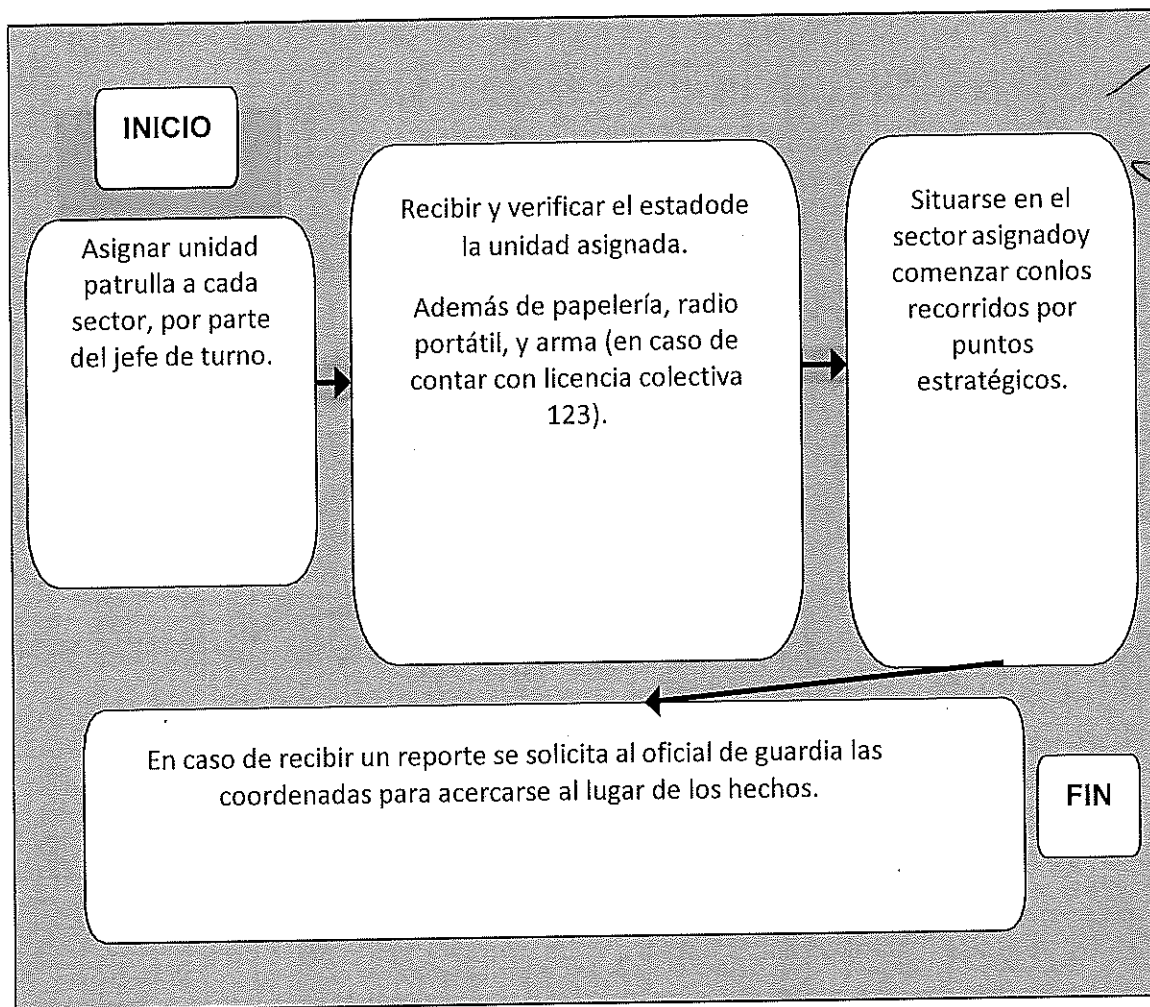 INICIO
Asignar unidad
patrulla a cada
sector, por parte
del jefe de turno.
Recibir y verificar el estadode
la unidad asignada.
Además de papelería, radio
portátil, y arma (en caso de
contar con licencia colectiva
123).
Situarse en el
sector asignadoy
comenzar conlos
recorridos por
puntos
estratégicos.
En caso de recibir un reporte se solicita al oficial de guardia las
coordenadas para acercarse al lugar de los hechos.
FIN